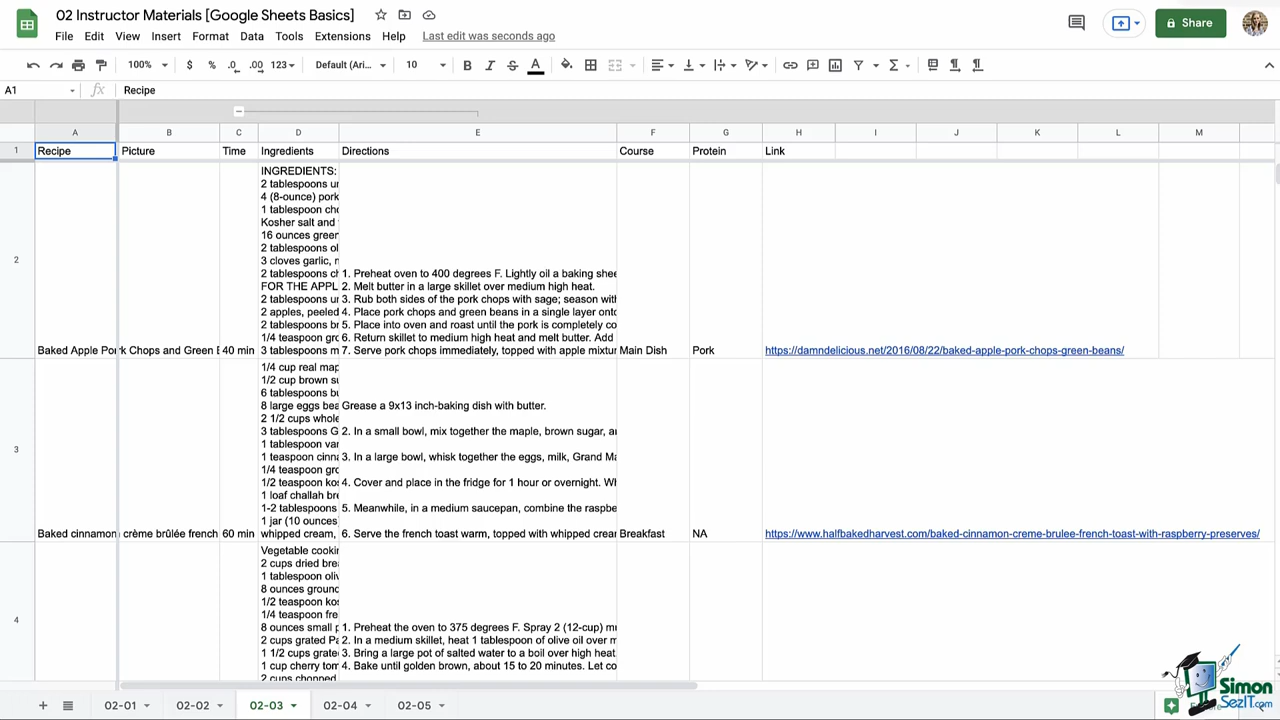 02 Instructor Materials [Google Sheets Basics]
File Edit View Insert Format Data Tools Extensions Help Last edit was seconds ago
Share
100% $ % .0 .00 123 Default (Ari... 10 B I S A
A1 fx Recipe
A B C D E F G H I J K L M
1 Recipe Picture Time Ingredients Directions Course Protein Link
INGREDIENTS:
2 tablespoons ur
4 (8-ounce) pork
1 tablespoon cho
Kosher salt and
16 ounces green
2 tablespoons ol
3 cloves garlic, n
2 tablespoons ch 1. Preheat oven to 400 degrees F. Lightly oil a baking shee
FOR THE APPL 2. Melt butter in a large skillet over medium high heat.
2 tablespoons ur 3. Rub both sides of the pork chops with sage; season with
2 apples, peeled 4. Place pork chops and green beans in a single layer onto
2 tablespoons br 5. Place into oven and roast until the pork is completely co
1/4 teaspoon gro 6. Return skillet to medium high heat and melt butter. Add
2 Baked Apple Pork Chops and Green B 40 min 3 tablespoons m 7. Serve pork chops immediately, topped with apple mixtur Main Dish Pork https://damndelicious.net/2016/08/22/baked-apple-pork-chops-green-beans/
1/4 cup real map
1/2 cup brown su
6 tablespoons bu
8 large eggs bea Grease a 9x13 inch-baking dish with butter.
2 1/2 cups whole
3 tablespoons G 2. In a small bowl, mix together the maple, brown sugar, a
1 tablespoon var
1 teaspoon cinna 3. In a large bowl, whisk together the eggs, milk, Grand Ma
1/4 teaspoon gro
1/2 teaspoon kos 4. Cover and place in the fridge for 1 hour or overnight. Wh
1 loaf challah bre
1-2 tablespoons 5. Meanwhile, in a medium saucepan, combine the raspbe
1 jar (10 ounces
3 Baked cinnamon crème brûlée french 60 min whipped cream, 6. Serve the french toast warm, topped with whipped crear Breakfast NA https://www.halfbakedharvest.com/baked-cinnamon-creme-brulee-french-toast-with-raspberry-preserves/
Vegetable cookin
2 cups dried brea
1 tablespoon oliv
8 ounces ground
1/2 teaspoon kos
1/4 teaspoon fre
4 8 ounces small p 1. Preheat the oven to 375 degrees F. Spray 2 (12-cup) mu
2 cups grated Pa 2. In a medium skillet, heat 1 tablespoon of olive oil over m
1 1/2 cups grate 3. Bring a large pot of salted water to a boil over high heat
1 cup cherry tom 4. Bake until golden brown, about 15 to 20 minutes. Let co
2 cups chopped
02-01 02-02 02-03 02-04 02-05
Simon
SezIT.com